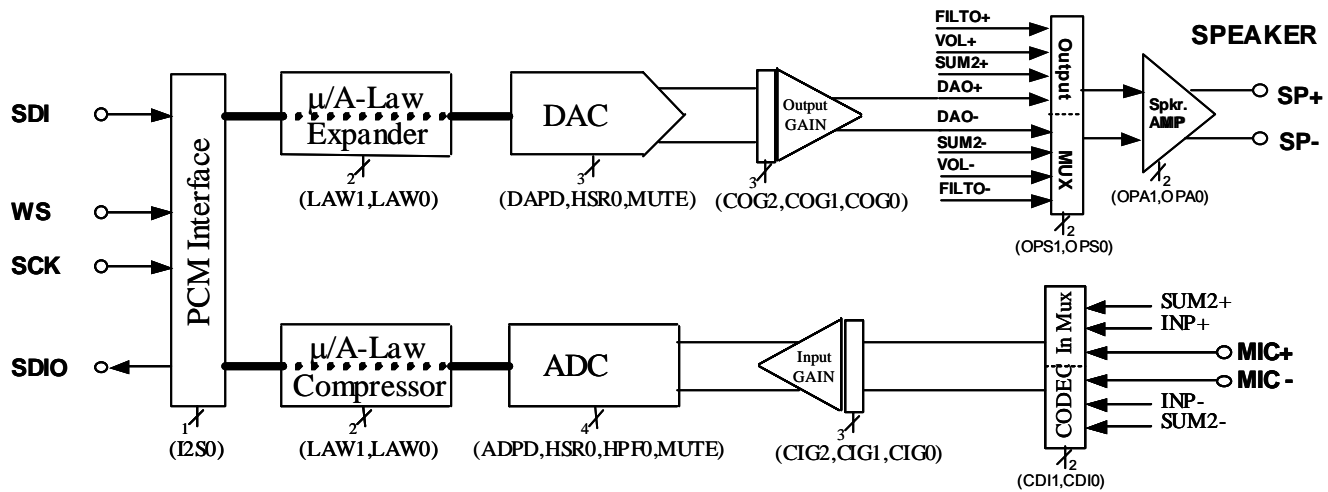 FILTO+
VOL+
SUM2+
DAO+
DAO-
SUM2-
VOL-
FILTO-
Output
MUX
2
(OPS1,OPS0)
SPEAKER
Spkr.
AMP
2
(OPA1,OPA0)
SP+
SP-
SDI
WS
SCK
SDIO
PCM Interface
1
(I2S0)
μ/A-Law
Expander
2
(LAW1,LAW0)
DAC
3
(DAPD,HSR0,MUTE)
Output
GAIN
3
(COG2,COG1,COG0)
μ/A-Law
Compressor
2
(LAW1,LAW0)
ADC
4
(ADPD,HSR0,HPF0,MUTE)
Input
GAIN
3
(CIG2,CIG1,CIG0)
CODEC In Mux
2
(CDI1,CDI0)
SUM2+
INP+
MIC+
MIC-
INP-
SUM2-